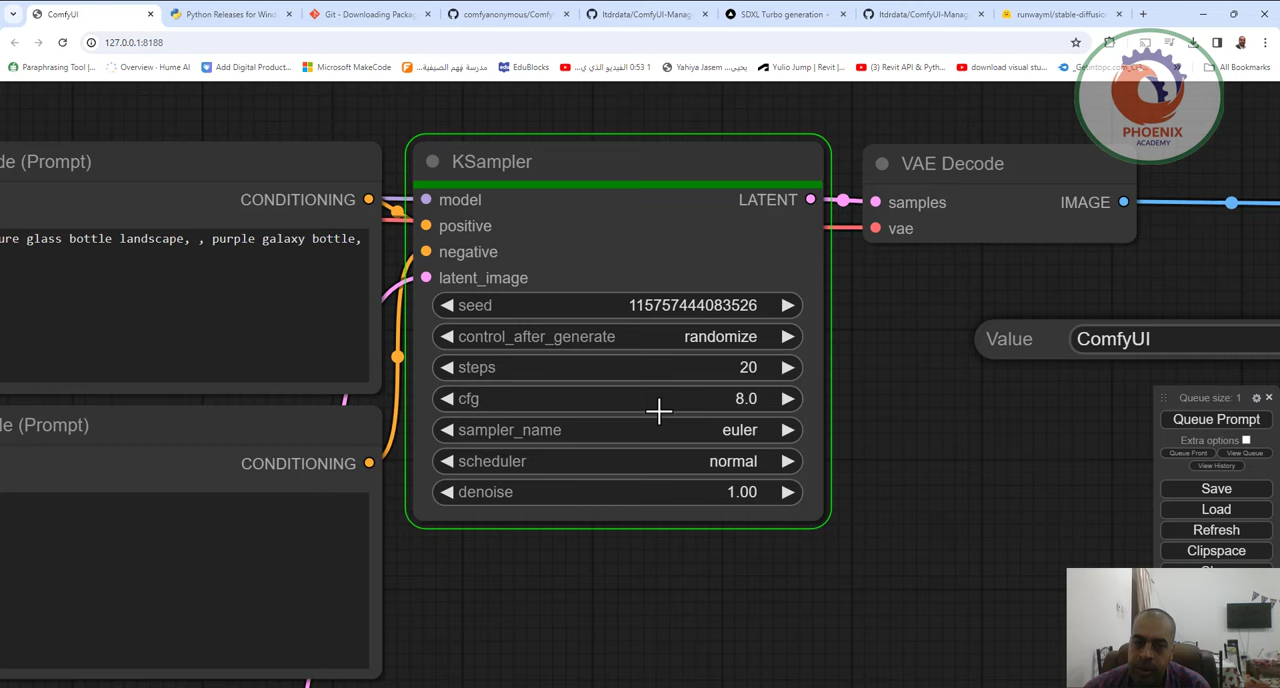 ComfyUI
Python Releases for Wind
Git - Downloading Packag
comfyanonymous/Comfy
ltdrdata/ComfyUI-Manag
SDXL Turbo generation -
ltdrdata/ComfyUI-Manag
runwayml/stable-diffusio
127.0.0.1:8188
Paraphrasing Tool |...
Overview: Hume AI
Add Digital Product...
Microsoft MakeCode
EduBlocks
Yahiya Jasem
Yulio Jump | Revit |...
(3) Revit API & Pyth...
download visual stu...
All Bookmarks
PHOENIX
ACADEMY
de (Prompt)
CONDITIONING
ure glass bottle landscape, , purple galaxy bottle,
le (Prompt)
CONDITIONING
KSampler
model
LATENT
positive
negative
latent_image
seed 115757444083526
control_after_generate randomize
steps 20
cfg 8.0
sampler_name euler
scheduler normal
denoise 1.00
VAE Decode
samples
IMAGE
vae
Value ComfyUI
Queue size: 1
Queue Prompt
Extra options
Queue Front
View Queue
View History
Save
Load
Refresh
Clipspace